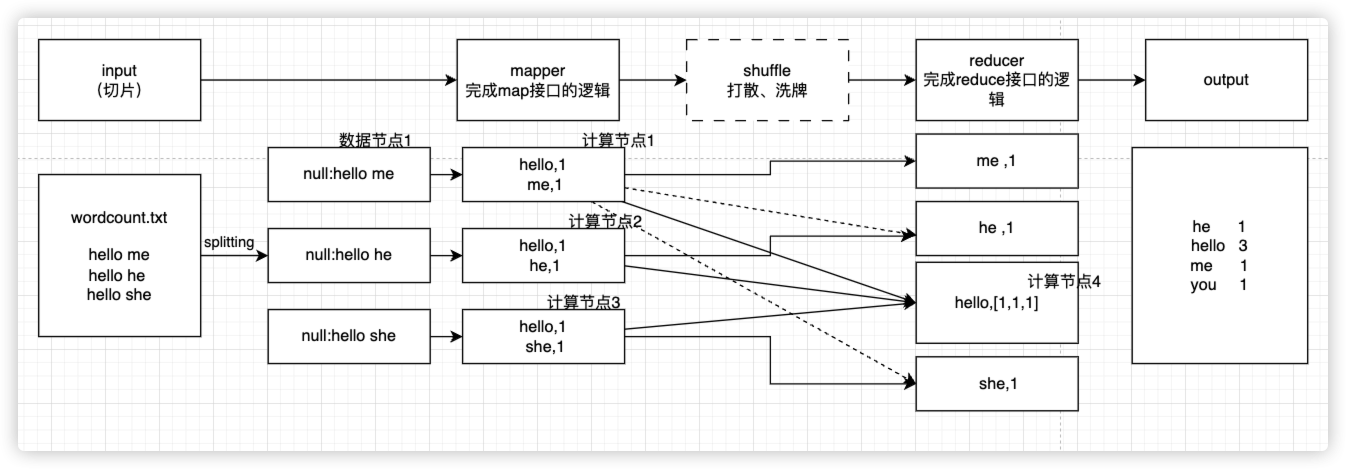 input
(切片)
mapper
完成map接口的逻辑
shuffle
打散、洗牌
reducer
完成reduce接口的逻
辑
output
数据节点1
计算节点1
null:hello me
hello,1
me,1
me ,1
wordcount.txt
hello me
hello he
hello she
splitting
计算节点2
null:hello he
hello,1
he,1
he ,1
计算节点3
null:hello she
hello,1
she,1
计算节点4
hello,[1,1,1]
she,1
he 1
hello 3
me 1
you 1